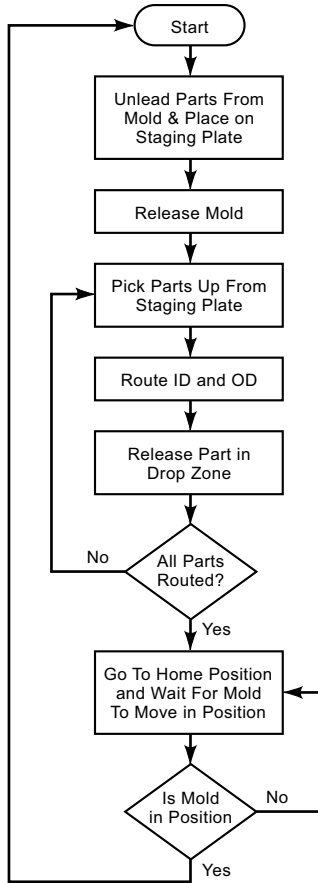 Start
Unlead Parts From
Mold & Place on
Staging Plate
Release Mold
Pick Parts Up From
Staging Plate
Route ID and OD
Release Part in
Drop Zone
No
All Parts
Routed?
Yes
Go To Home Position
and Wait For Mold
To Move in Position
Is Mold
in Position
No
Yes